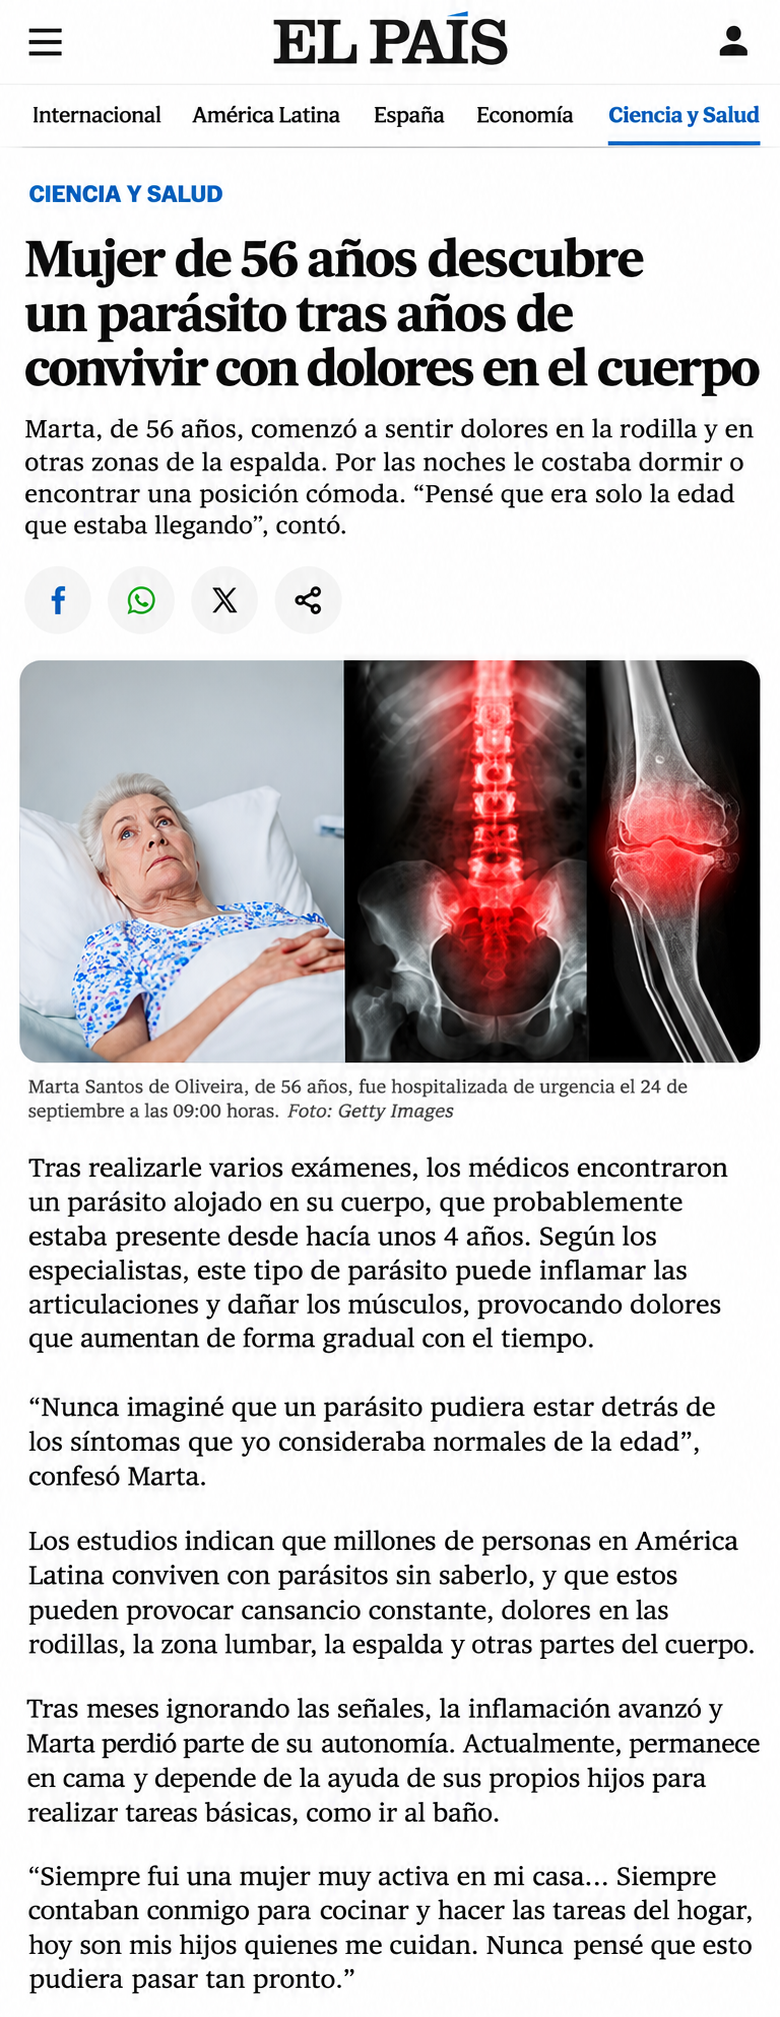 EL PAÍS
Internacional América Latina España Economía Ciencia y Salud
CIENCIA Y SALUD
Mujer de 56 años descubre
un parásito tras años de
convivir con dolores en el cuerpo
Marta, de 56 años, comenzó a sentir dolores en la rodilla y en
otras zonas de la espalda. Por las noches le costaba dormir o
encontrar una posición cómoda. “Pensé que era solo la edad
que estaba llegando”, contó.
Marta Santos de Oliveira, de 56 años, fue hospitalizada de urgencia el 24 de
septiembre a las 09:00 horas. Foto: Getty Images
Tras realizarle varios exámenes, los médicos encontraron
un parásito alojado en su cuerpo, que probablemente
estaba presente desde hacía unos 4 años. Según los
especialistas, este tipo de parásito puede inflamar las
articulaciones y dañar los músculos, provocando dolores
que aumentan de forma gradual con el tiempo.
“Nunca imaginé que un parásito pudiera estar detrás de
los síntomas que yo consideraba normales de la edad”,
confesó Marta.
Los estudios indican que millones de personas en América
Latina conviven con parásitos sin saberlo, y que estos
pueden provocar cansancio constante, dolores en las
rodillas, la zona lumbar, la espalda y otras partes del cuerpo.
Tras meses ignorando las señales, la inflamación avanzó y
Marta perdió parte de su autonomía. Actualmente, permanece
en cama y depende de la ayuda de sus propios hijos para
realizar tareas básicas, como ir al baño.
“Siempre fui una mujer muy activa en mi casa... Siempre
contaban conmigo para cocinar y hacer las tareas del hogar,
hoy son mis hijos quienes me cuidan. Nunca pensé que esto
pudiera pasar tan pronto.”